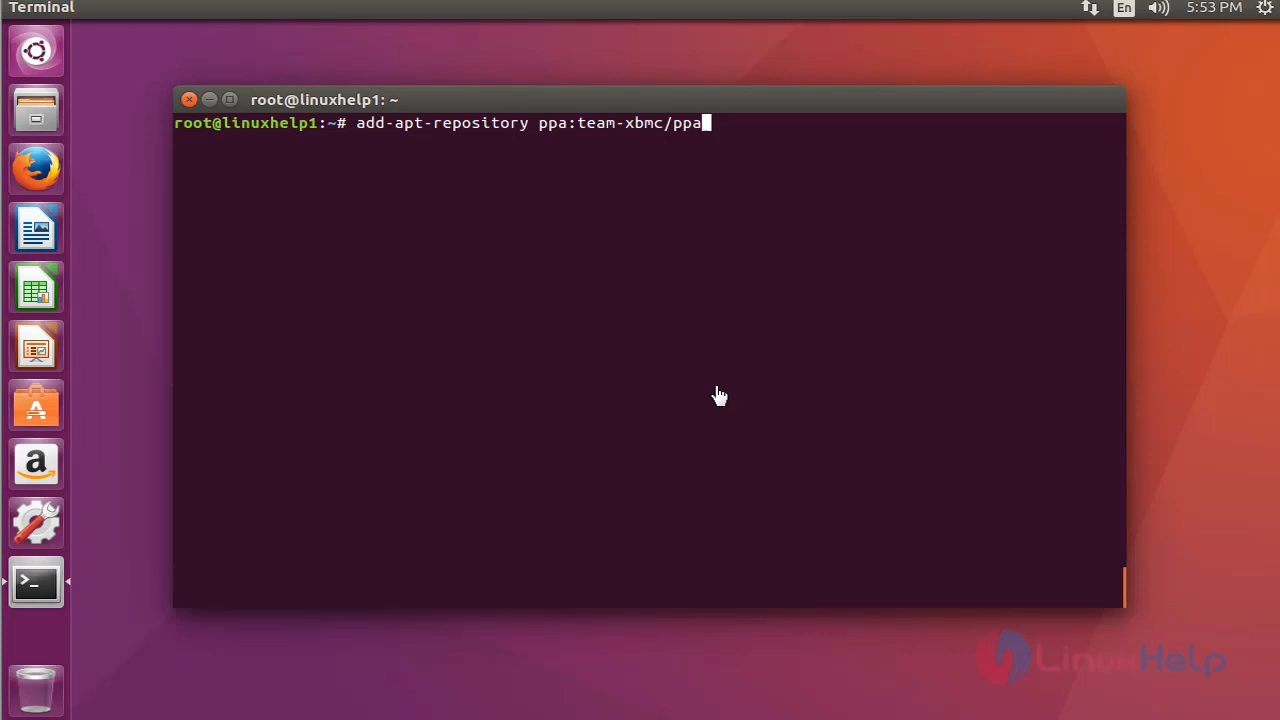 Terminal
En
5:53 PM
root@linuxhelp1: ~
root@linuxhelp1:~# add-apt-repository ppa:team-xbmc/ppa
A
a
>_
LinuxHelp